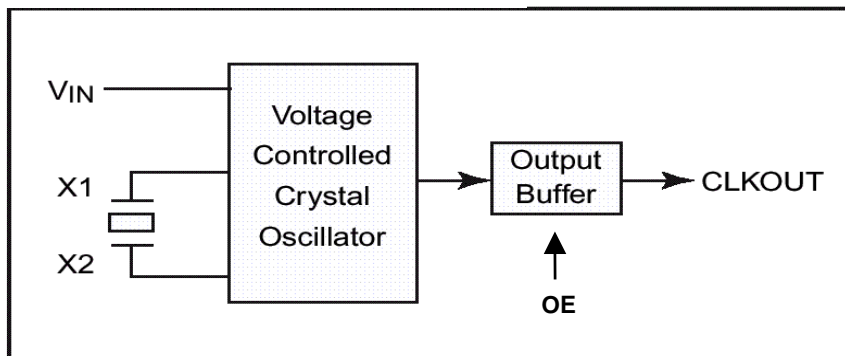 VIN
X1
X2
Voltage
Controlled
Crystal
Oscillator
Output
Buffer
CLKOUT
OE